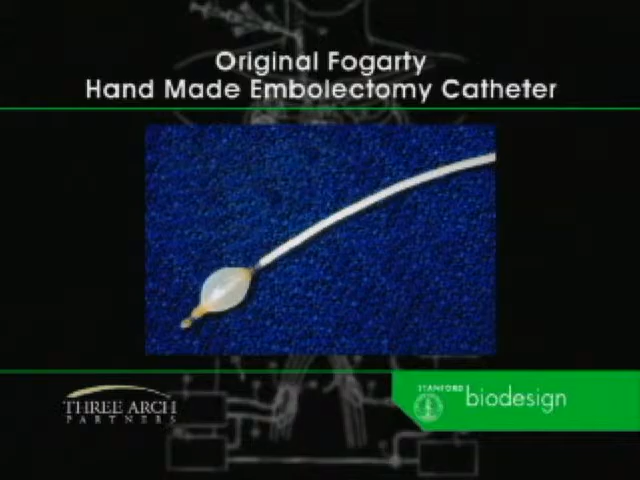 Original Fogarty
Hand Made Embolectomy Catheter
THREE ARCH
PARTNERS
STANFORD
biodesign